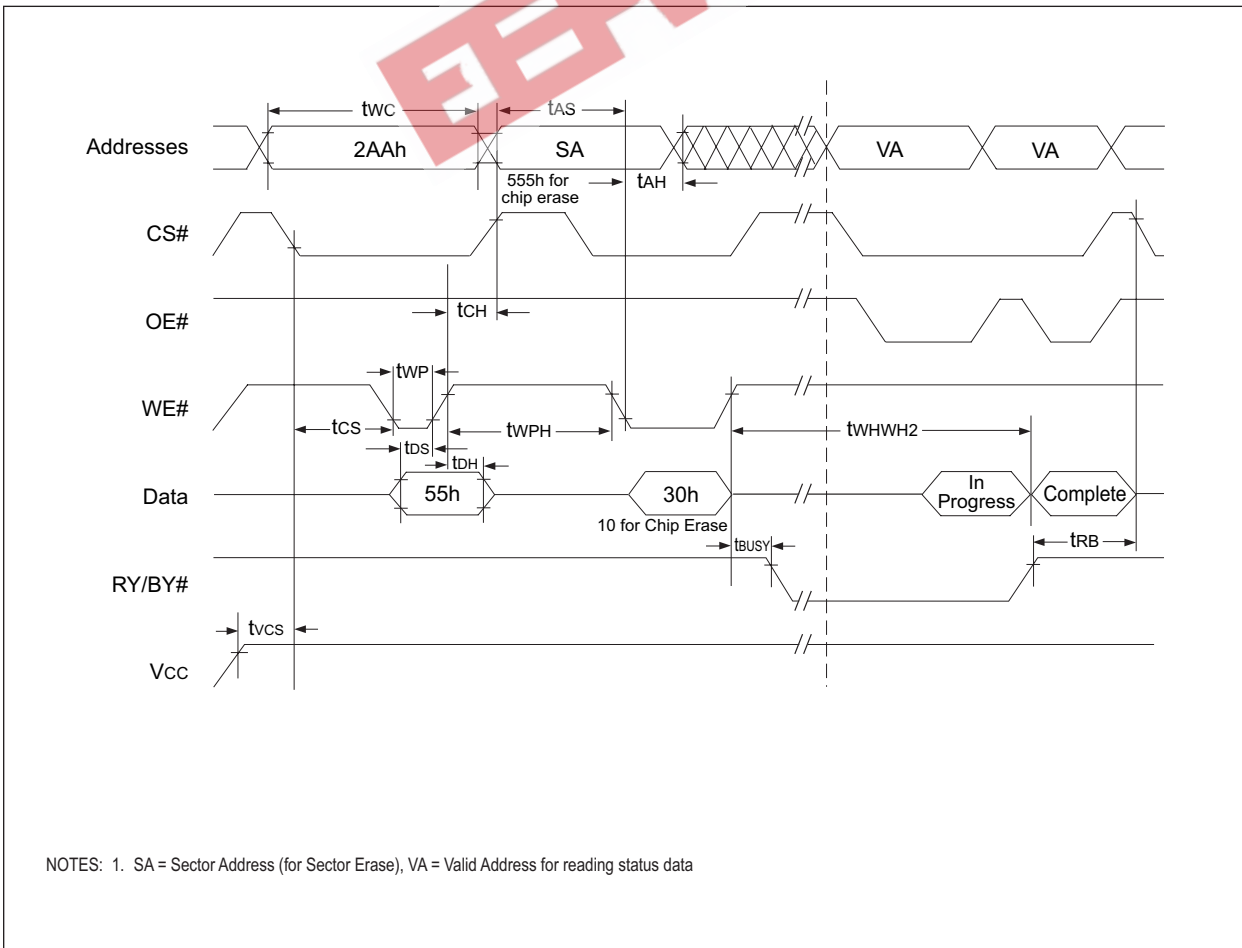 tWC
tAS
Addresses
2AAh
SA
VA
VA
555h for
chip erase
tAH
CS#
OE#
tCH
tWP
WE#
tCS
tWPH
tWHWH2
tDS
tDH
Data
55h
30h
In
Progress
Complete
10 for Chip Erase
tBUSY
tRB
RY/BY#
tVCS
VCC
NOTES: 1. SA = Sector Address (for Sector Erase), VA = Valid Address for reading status data